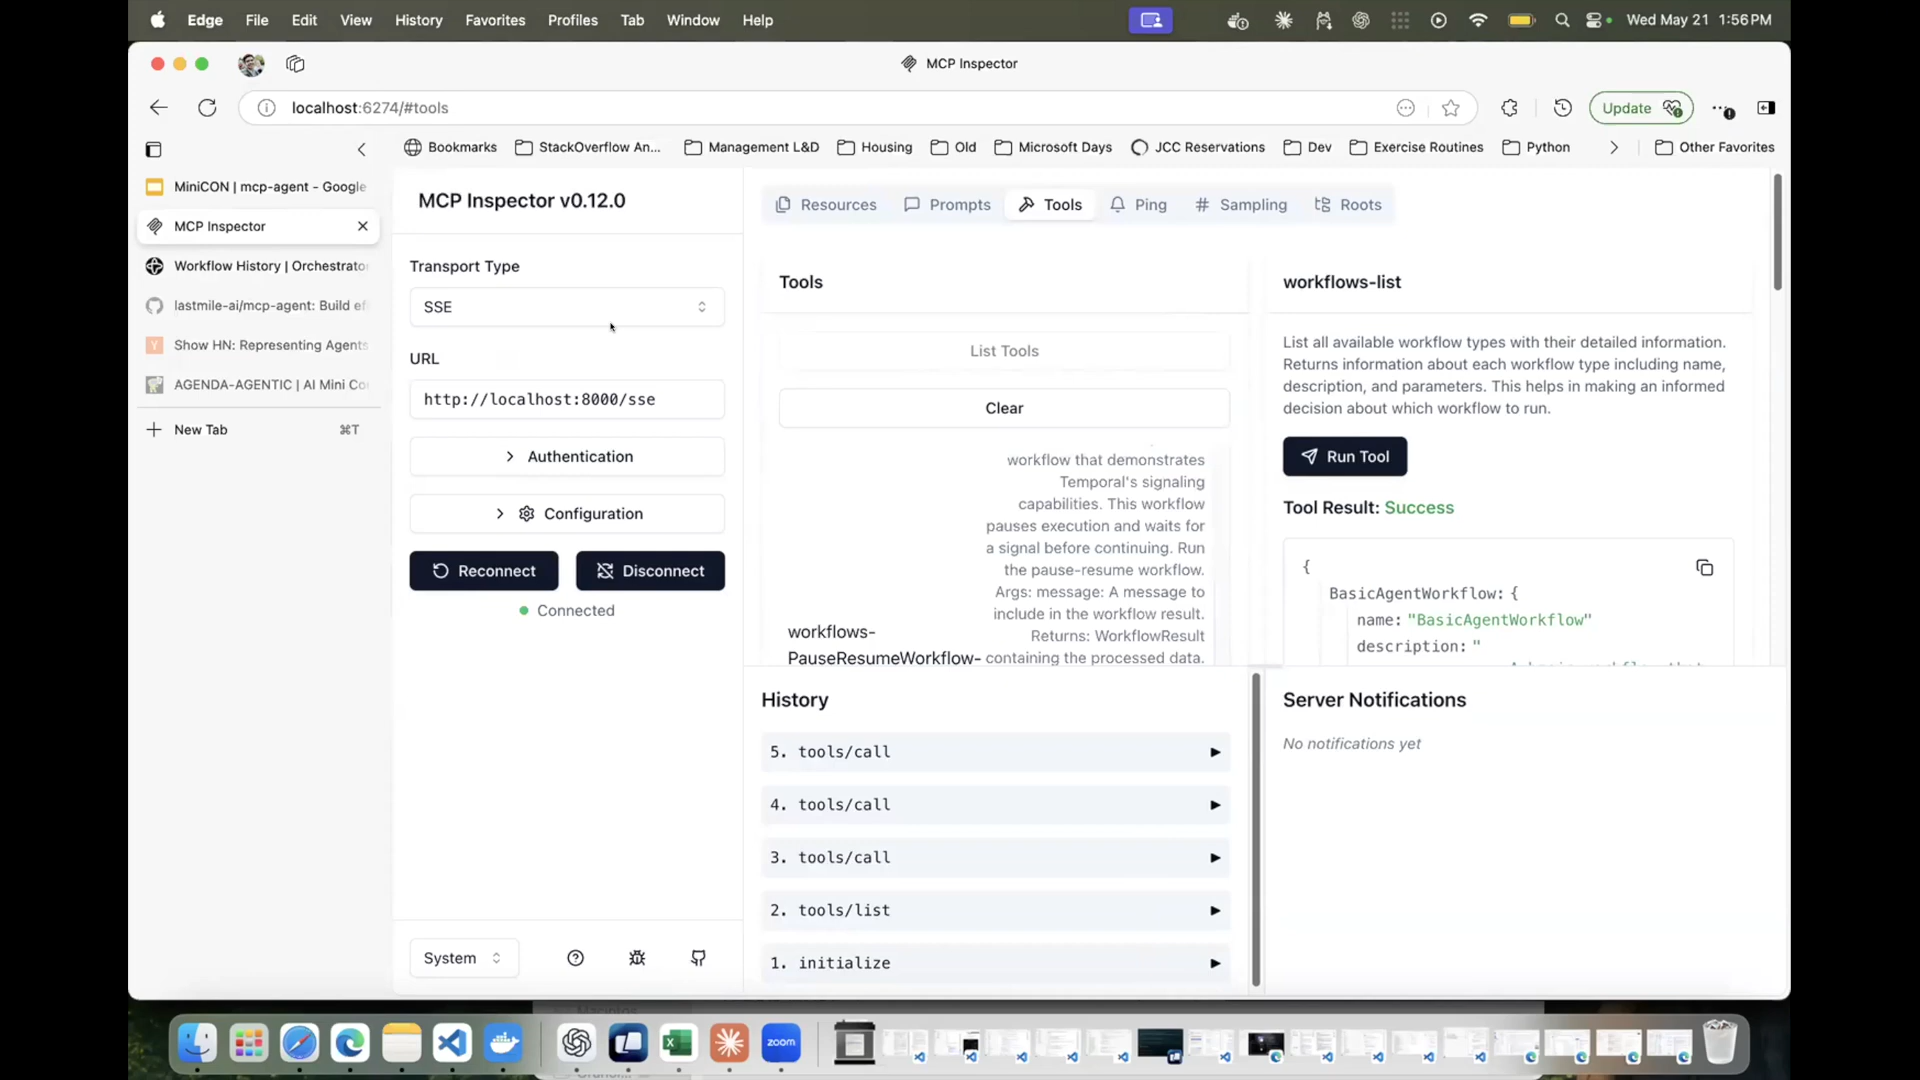 Edge File Edit View History Favorites Profiles Tab Window Help
Wed May 21 1:56 PM
MCP Inspector
localhost:6274/#tools
Update
Bookmarks
StackOverflow An...
Management L&D
Housing
Old
Microsoft Days
JCC Reservations
Dev
Exercise Routines
Python
Other Favorites
MiniCON | mcp-agent - Google
MCP Inspector
Workflow History | Orchestrato
lastmile-ai/mcp-agent: Build ef
Show HN: Representing Agents
AGENDA-AGENTIC | AI Mini Co
New Tab ⌘T
MCP Inspector v0.12.0
Transport Type
SSE
URL
http://localhost:8000/sse
Authentication
Configuration
Reconnect
Disconnect
Connected
System
Resources
Prompts
Tools
Ping
Sampling
Roots
Tools
List Tools
Clear
workflow that demonstrates
Temporal's signaling
capabilities. This workflow
pauses execution and waits for
a signal before continuing. Run
the pause-resume workflow.
Args: message: A message to
include in the workflow result.
Returns: WorkflowResult
containing the processed data.
workflows-
PauseResumeWorkflow-
workflows-list
List all available workflow types with their detailed information.
Returns information about each workflow type including name,
description, and parameters. This helps in making an informed
decision about which workflow to run.
Run Tool
Tool Result: Success
{
BasicAgentWorkflow: {
name: "BasicAgentWorkflow"
description: "
History
5. tools/call
4. tools/call
3. tools/call
2. tools/list
1. initialize
Server Notifications
No notifications yet
zoom